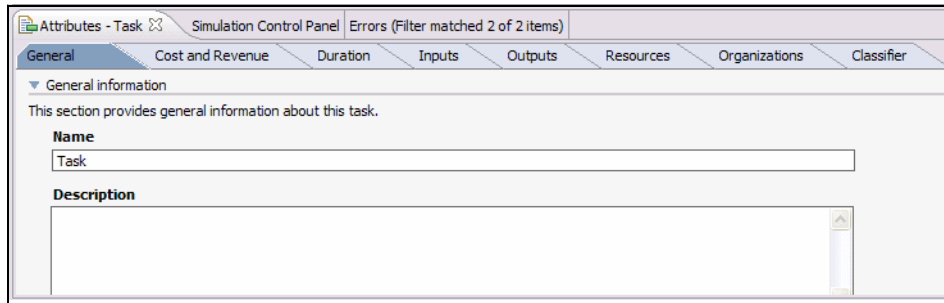 Attributes - Task Simulation Control Panel Errors (Filter matched 2 of 2 items)
General Cost and Revenue Duration Inputs Outputs Resources Organizations Classifier
General information
This section provides general information about this task.
Name
Task
Description